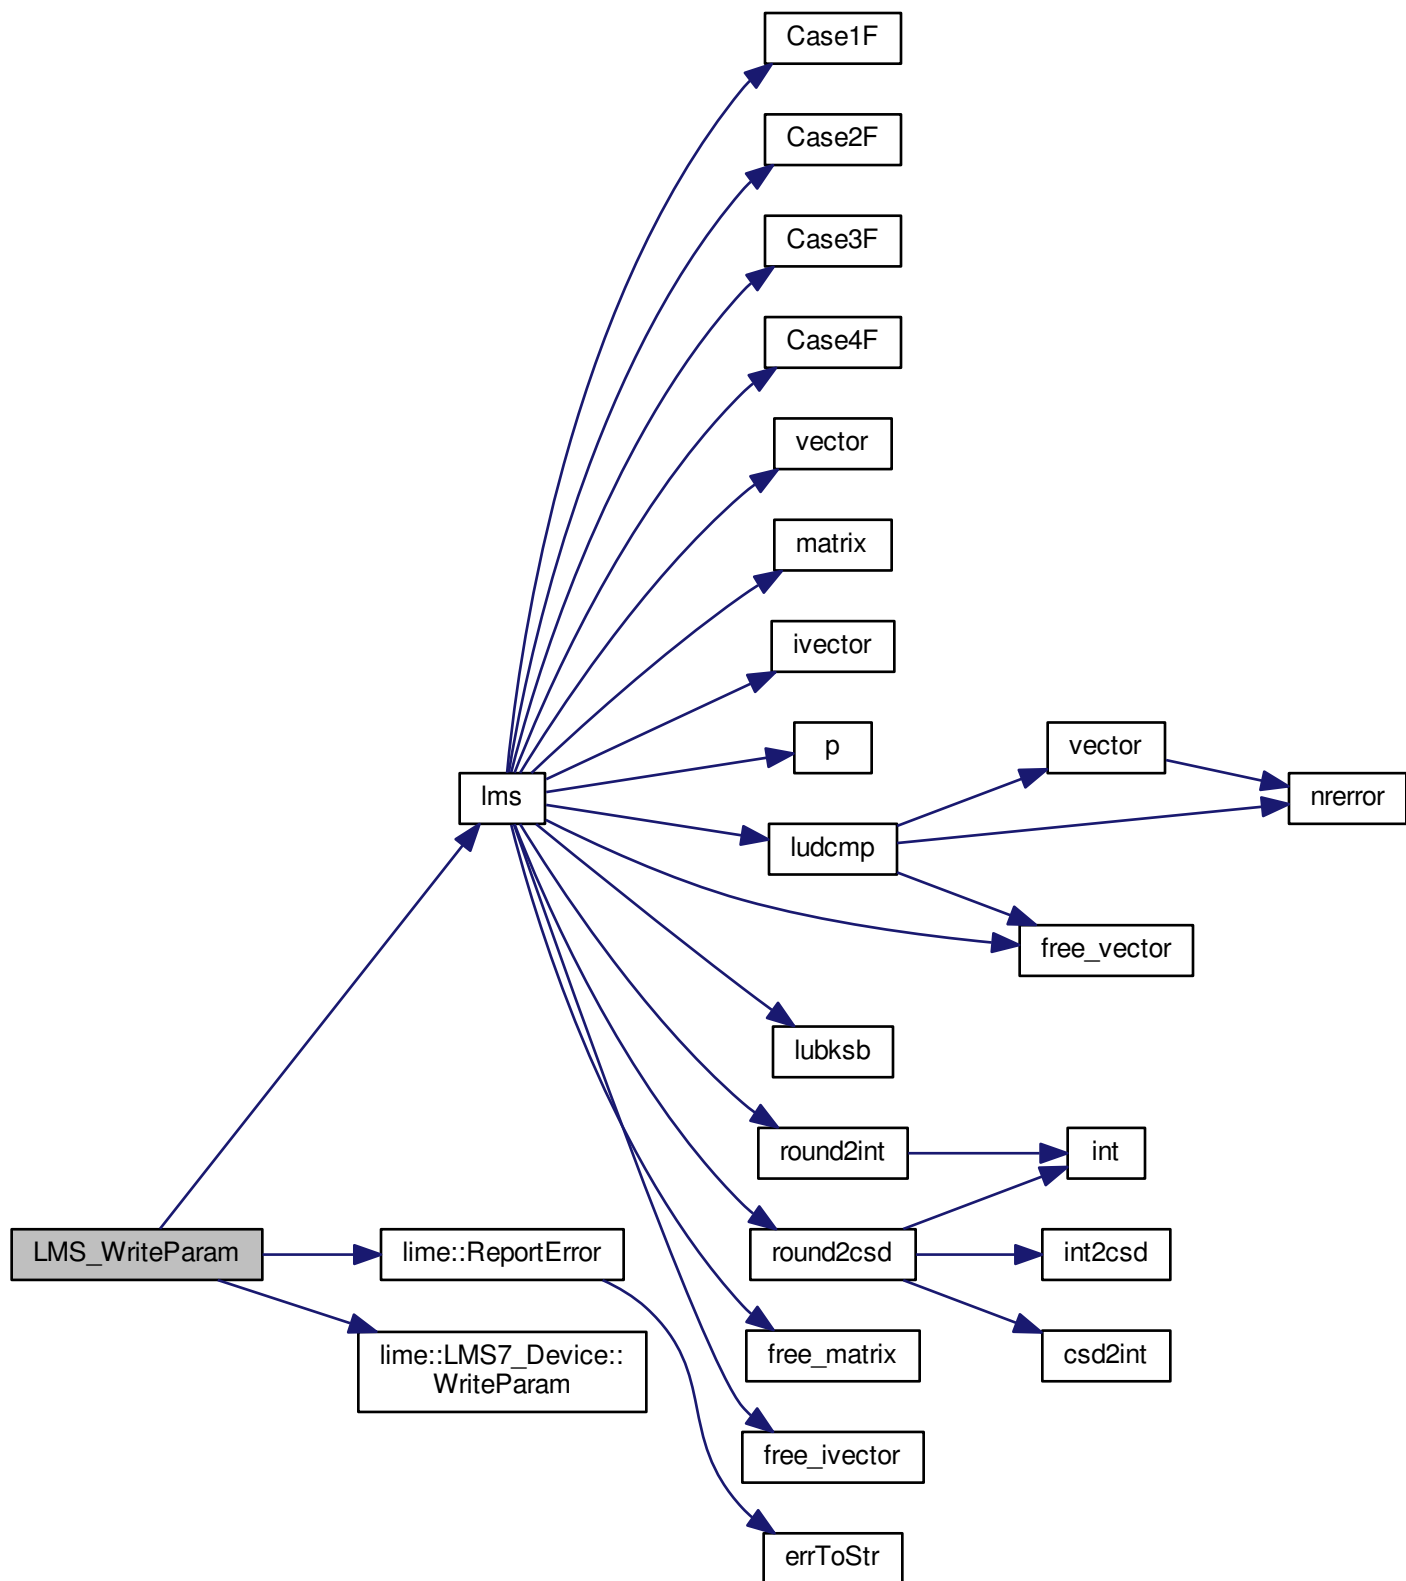 Case1F
Case2F
Case3F
Case4F
vector
matrix
ivector
p
vector
lms
nrerror
ludcmp
free_vector
lubksb
round2int
int
LMS_WriteParam
lime::ReportError
round2csd
int2csd
lime::LMS7_Device::
WriteParam
free_matrix
csd2int
free_ivector
errToStr